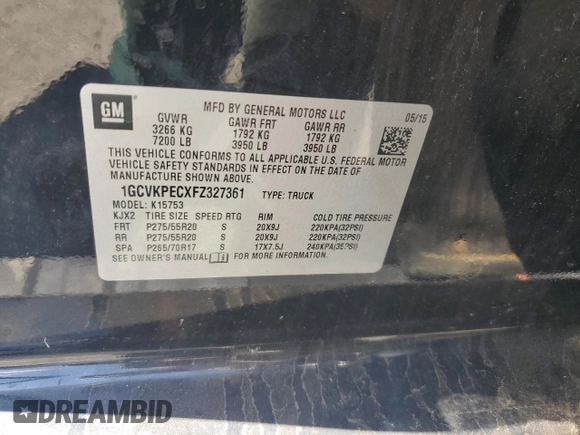 GM
MFD BY GENERAL MOTORS LLC
05/15
GVWR GAWR FRT GAWR RR
3266 KG 1792 KG 1792 KG
7200 LB 3950 LB 3950 LB
THIS VEHICLE CONFORMS TO ALL APPLICABLE U.S. FEDERAL MOTOR
VEHICLE SAFETY STANDARDS IN EFFECT ON THE DATE OF
MANUFACTURE SHOWN ABOVE.
1GCVKPECXFZ327361 TYPE: TRUCK
MODEL: K15753
KJX2 TIRE SIZE SPEED RTG RIM COLD TIRE PRESSURE
FRT P275/55R20 S 20X9J 220KPA(32PSI)
RR P275/55R20 S 20X9J 220KPA(32PSI)
SPA P265/70R17 S 17X7.5J 240KPA(35PSI)
SEE OWNER'S MANUAL FOR MORE INFORMATION.
DREAMBID